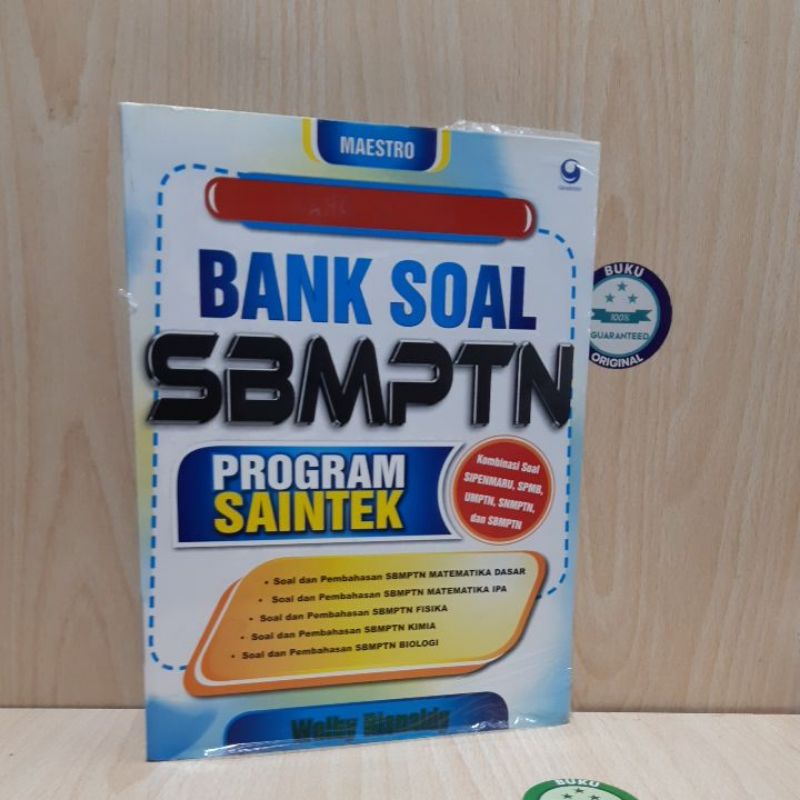 MAESTRO
BANK SOAL
SBMPTN
PROGRAM
SAINTEK
Kombinasi Soal
SIPENMARU, SPMB,
UMPTN, SNMPTN,
dan SBMPTN
• Soal dan Pembahasan SBMPTN MATEMATIKA DASAR
• Soal dan Pembahasan SBMPTN MATEMATIKA IPA
• Soal dan Pembahasan SBMPTN FISIKA
• Soal dan Pembahasan SBMPTN KIMIA
• Soal dan Pembahasan SBMPTN BIOLOGI
BUKU
100%
GUARANTEED
ORIGINAL
BUKU